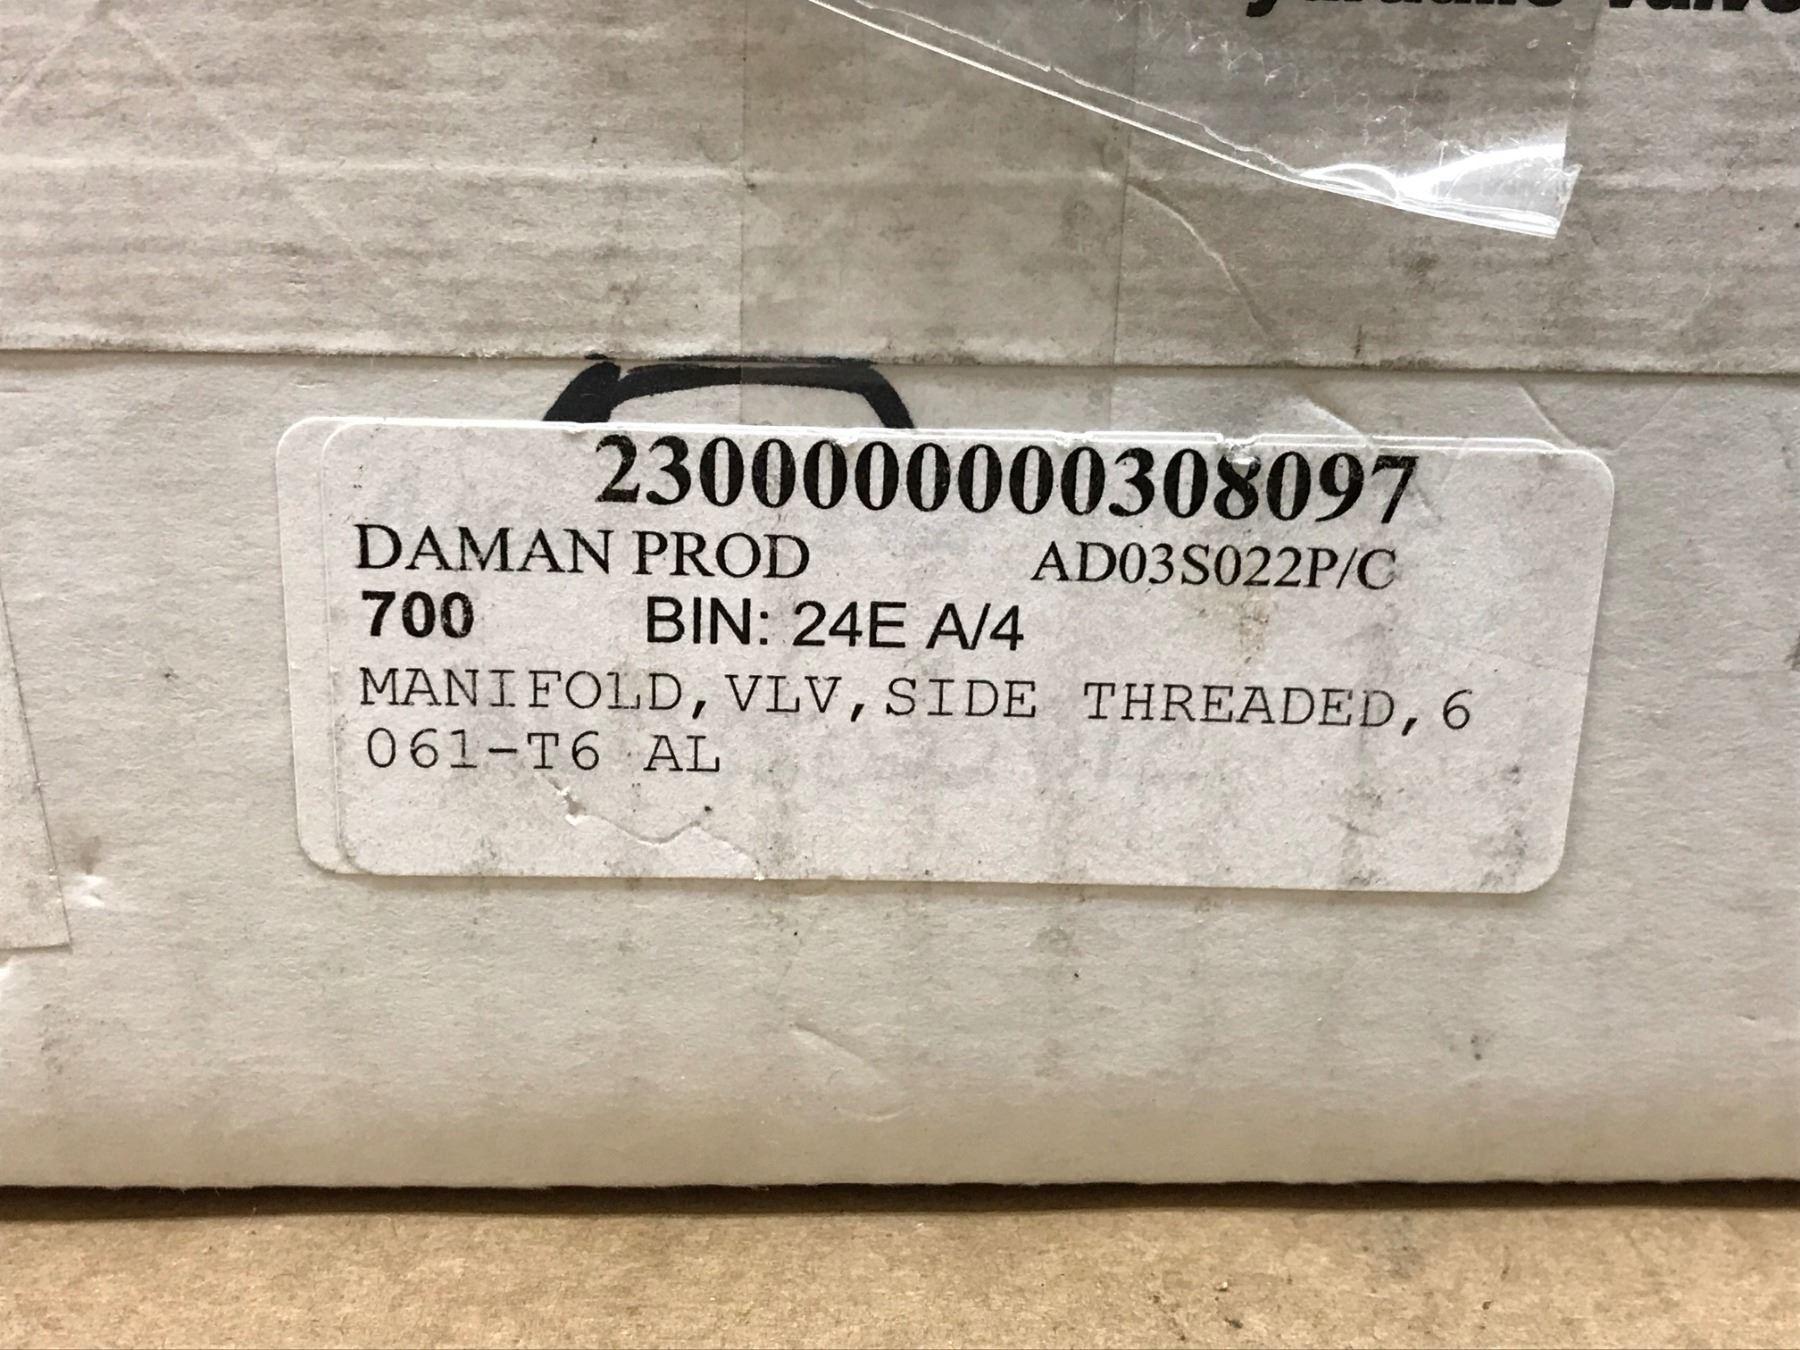 2300000000308097
DAMAN PROD AD03S022P/C
700 BIN: 24E A/4
MANIFOLD,VLV,SIDE THREADED,6
061-T6 AL